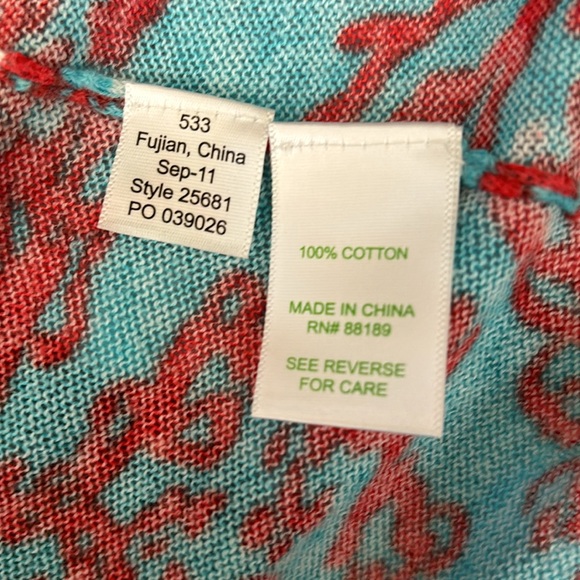 533
Fujian, China
Sep-11
Style 25681
PO 039026
100% COTTON
MADE IN CHINA
RN# 88189
SEE REVERSE
FOR CARE